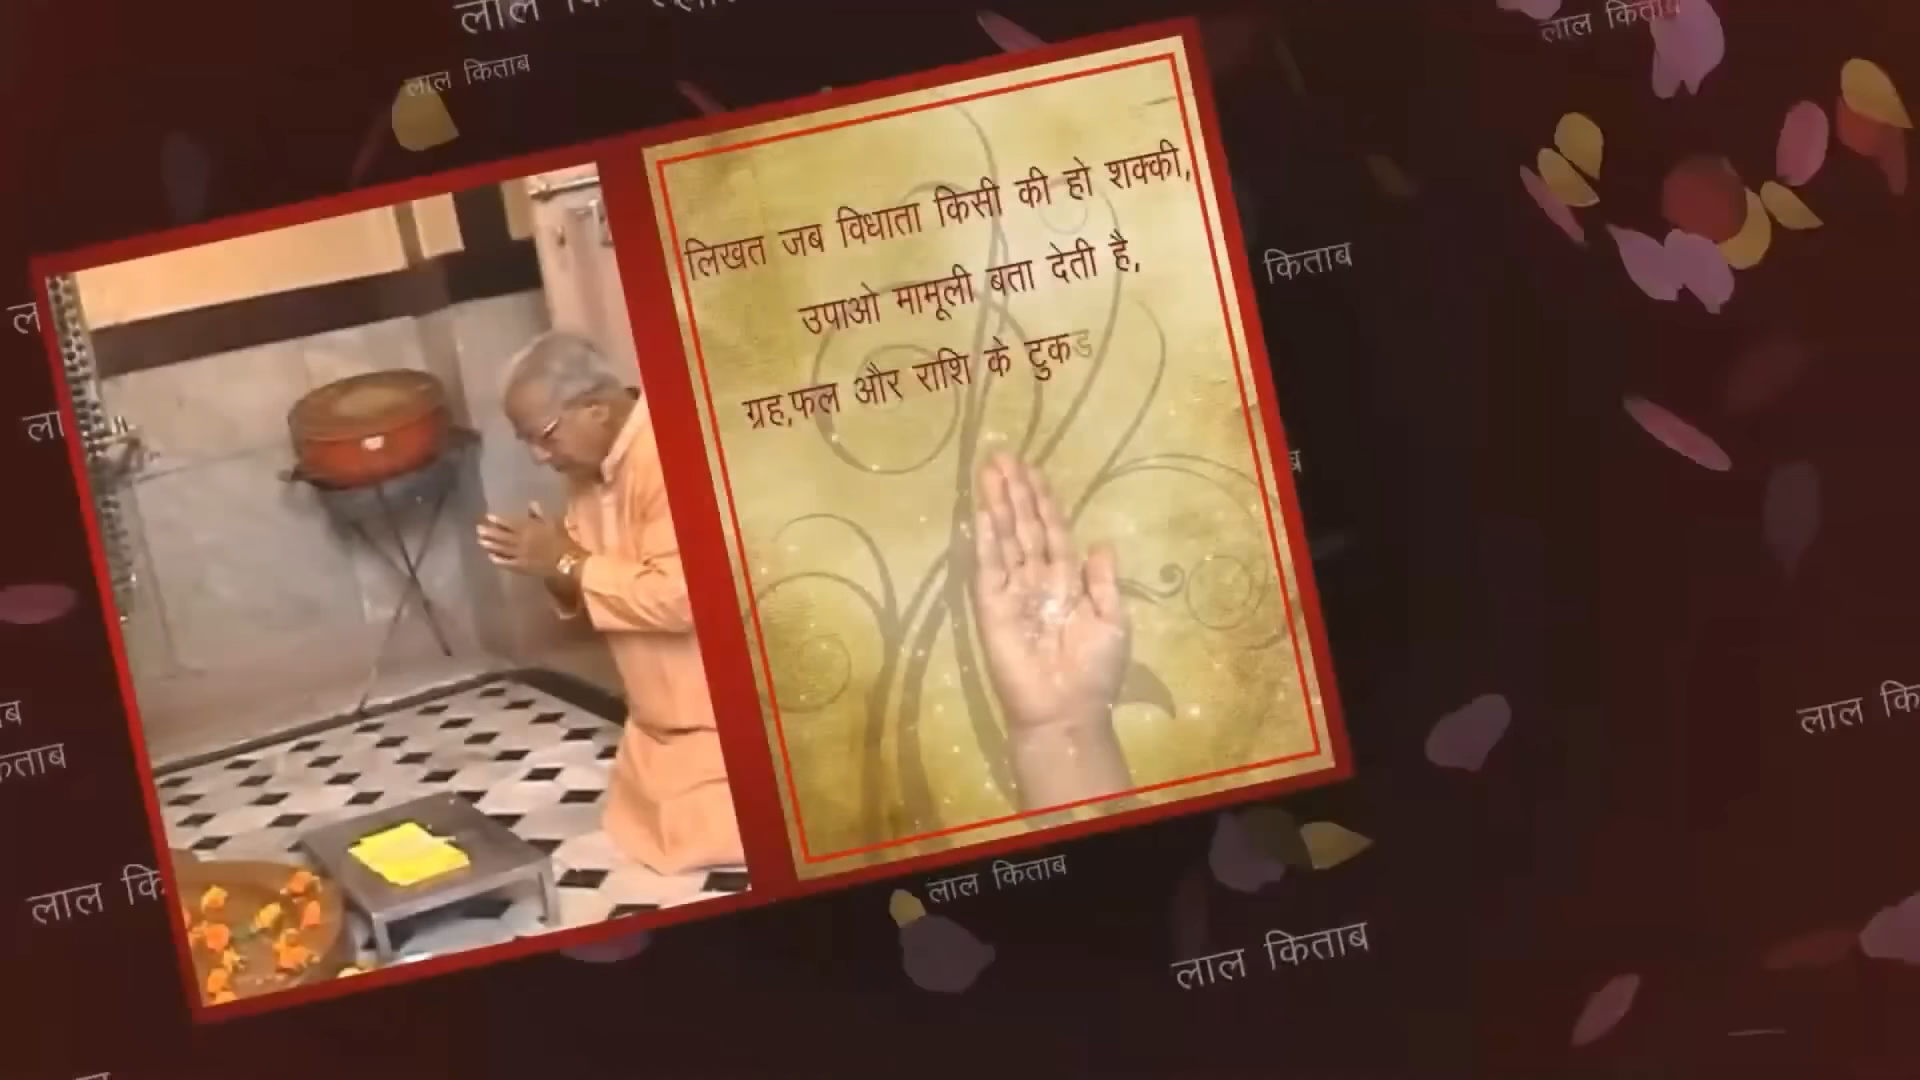 लाल कि
लाल किताब
लाल किताब
लिखत जब विधाता किसी की हो शक्की,
उपाओ मामूली बता देती है,
ग्रह,फल और राशि के टुकड
किताब
लाल कि
किताब
लाल कि
लाल किताब
लाल किताब